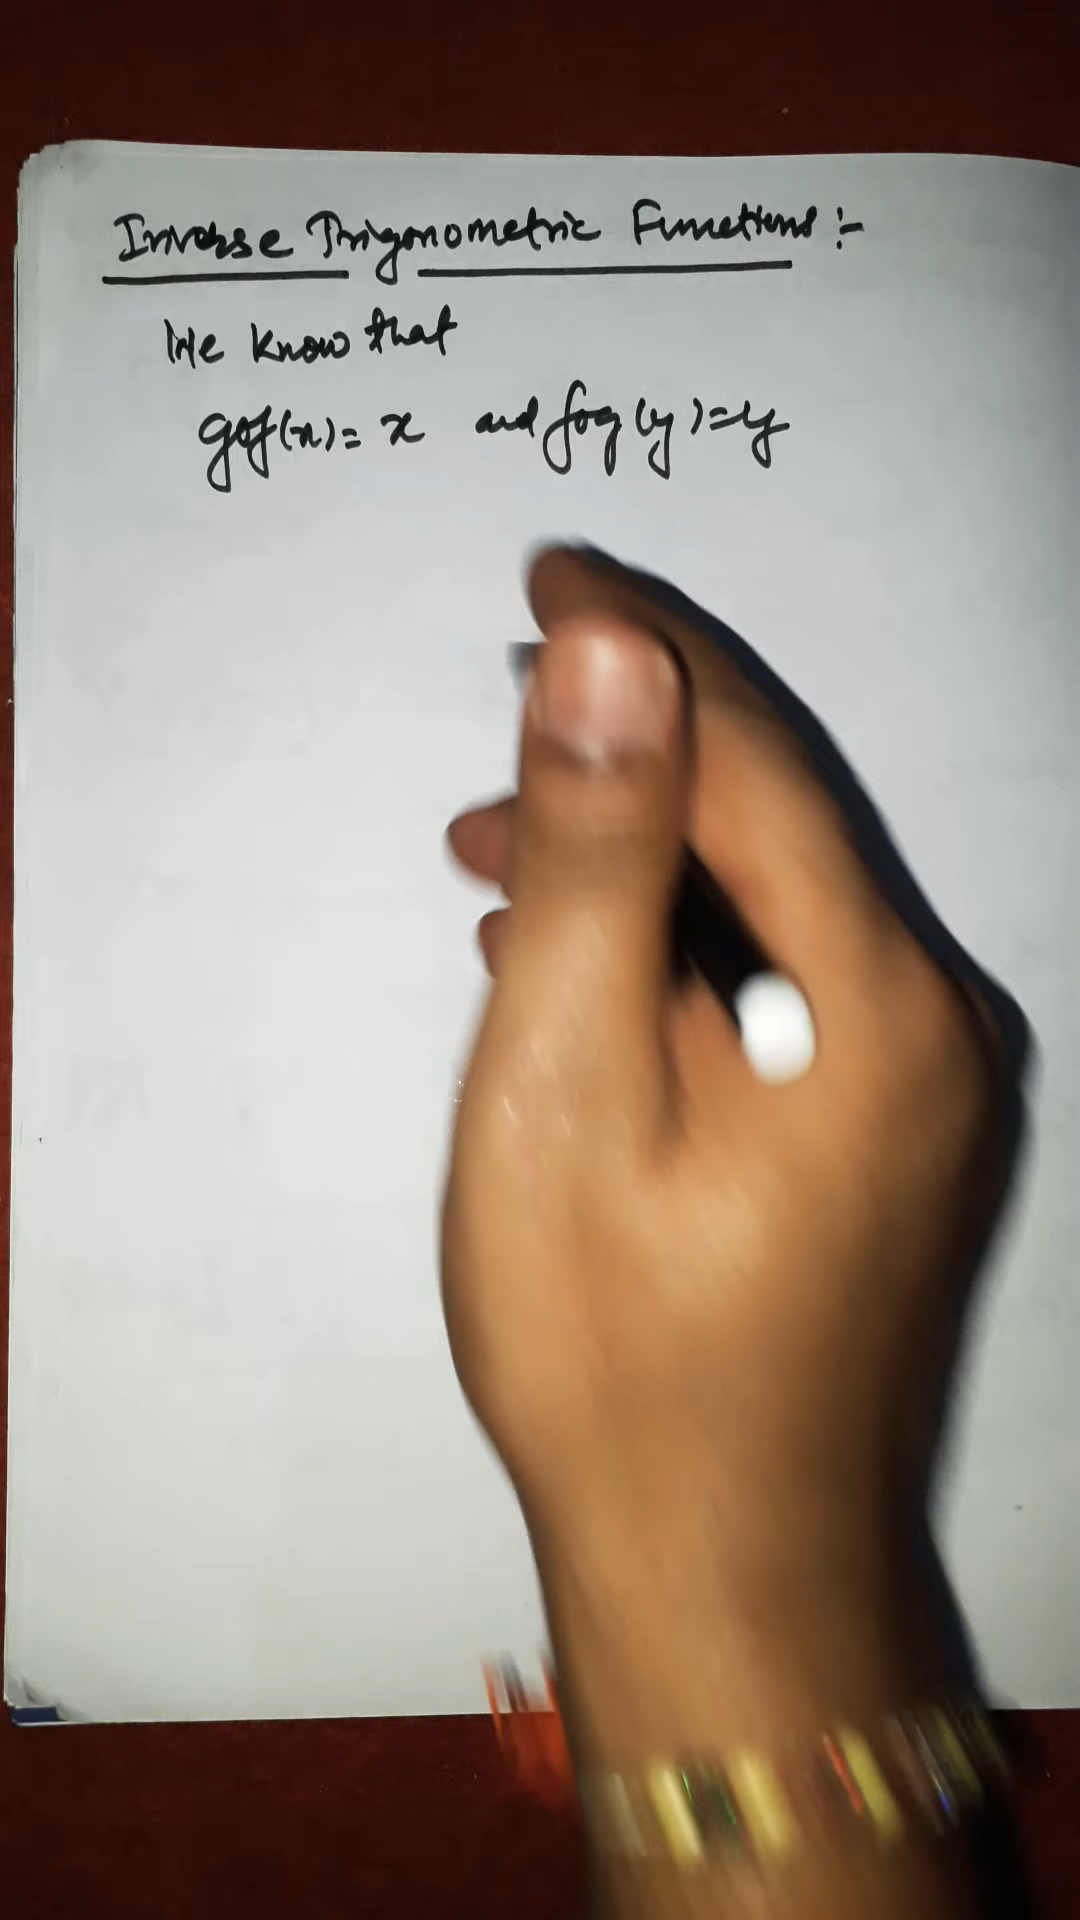 Inverse Trigonometric Functions :-
We know that
gof(x) = x and fog(y) = y